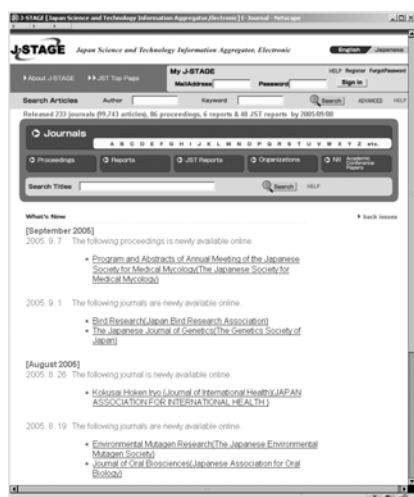 J-STAGE [Japan Science and Technology Information Aggregator, Electronic] E-Journal - Netscape
J-STAGE Japan Science and Technology Information Aggregator, Electronic English Japanese
About J-STAGE JST Top Page
My J-STAGE HELP Register ForgetPassword
MailAddress Password Sign in
Search Articles Author Keyword Search ADVANCED HELP
Released 233 journals (99,743 articles), 86 proceedings, 6 reports & 40 JST reports by 2005/09/08
Journals
A B C D E F G H I J K L M N O P Q R S T U V W X Y Z etc.
Proceedings Reports JST Reports Organizations NII Academic Conference Papers
Search Titles Search HELP
What's New back issues
[September 2005]
2005. 9. 7 The following proceedings is newly available online.
Program and Abstracts of Annual Meeting of the Japanese
Society for Medical Mycology(The Japanese Society for
Medical Mycology)
2005. 9. 1 The following journals are newly available online.
Bird Research(Japan Bird Research Association)
The Japanese Journal of Genetics(The Genetics Society of
Japan)
[August 2005]
2005. 8. 26 The following journal is newly available online.
Kokusai Hoken Iryo (Journal of International Health)(JAPAN
ASSOCIATION FOR INTERNATIONAL HEALTH )
2005. 8. 19 The following journals are newly available online.
Environmental Mutagen Research(The Japanese Environmental
Mutagen Society)
Journal of Oral Biosciences(Japanese Association for Oral
Biology)